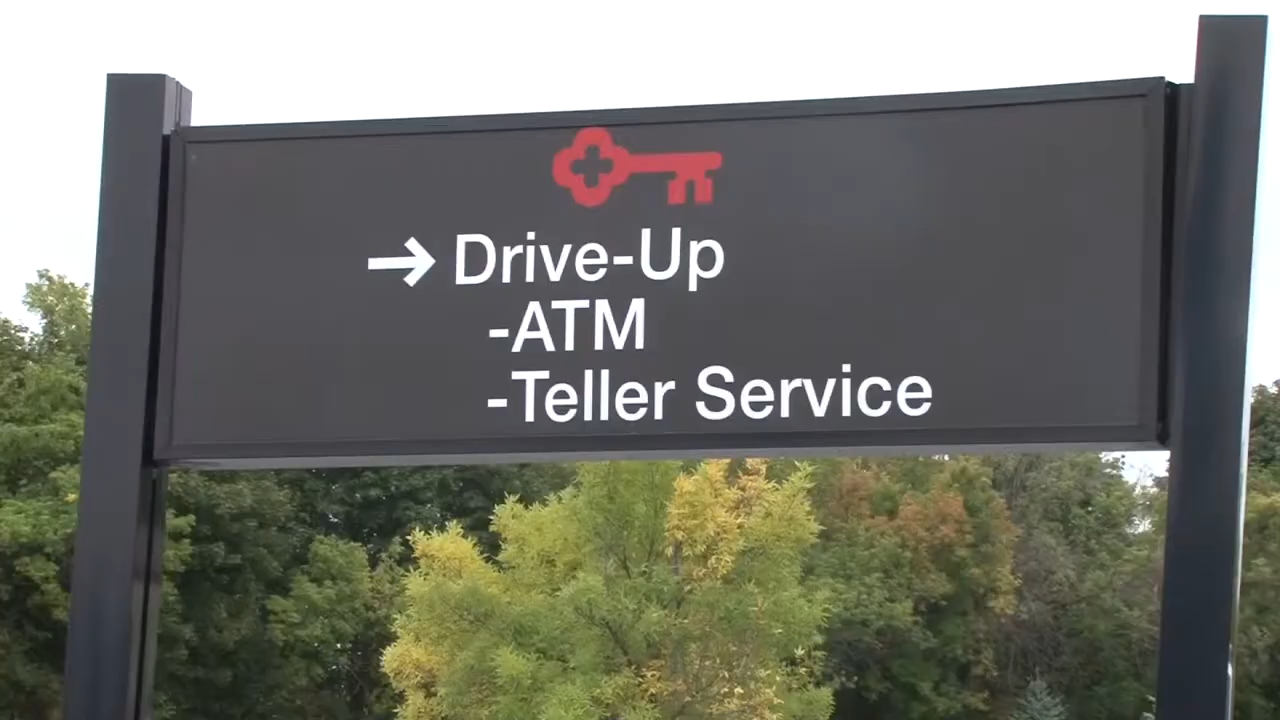 → Drive-Up
-ATM
-Teller Service